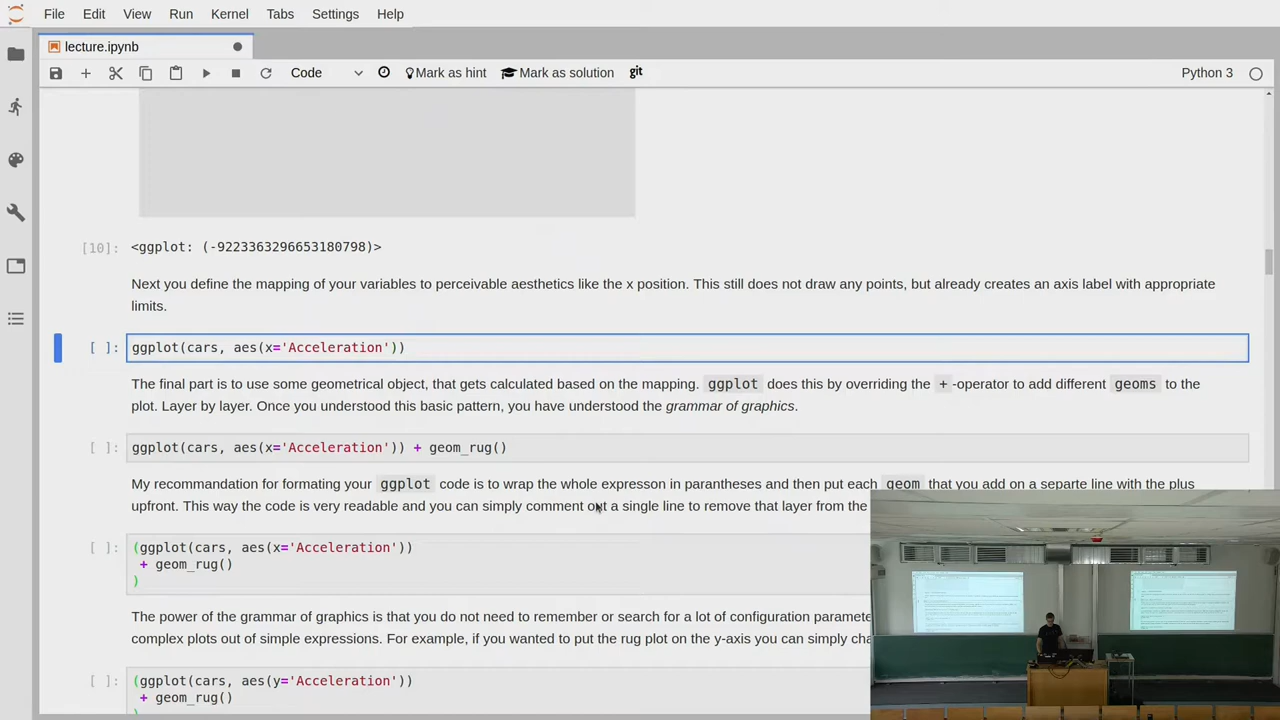 File Edit View Run Kernel Tabs Settings Help
lecture.ipynb
Code Mark as hint Mark as solution git Python 3
[10]: <ggplot: (-9223363296653180798)>
Next you define the mapping of your variables to perceivable aesthetics like the x position. This still does not draw any points, but already creates an axis label with appropriate
limits.
[ ]: ggplot(cars, aes(x='Acceleration'))
The final part is to use some geometrical object, that gets calculated based on the mapping. ggplot does this by overriding the + -operator to add different geoms to the
plot. Layer by layer. Once you understood this basic pattern, you have understood the grammar of graphics.
[ ]: ggplot(cars, aes(x='Acceleration')) + geom_rug()
My recommandation for formating your ggplot code is to wrap the whole expresson in parantheses and then put each geom that you add on a separte line with the plus
upfront. This way the code is very readable and you can simply comment out a single line to remove that layer from the
[ ]: (ggplot(cars, aes(x='Acceleration'))
+ geom_rug()
)
The power of the grammar of graphics is that you do not need to remember or search for a lot of configuration paramete
complex plots out of simple expressions. For example, if you wanted to put the rug plot on the y-axis you can simply cha
[ ]: (ggplot(cars, aes(y='Acceleration'))
+ geom_rug()
)